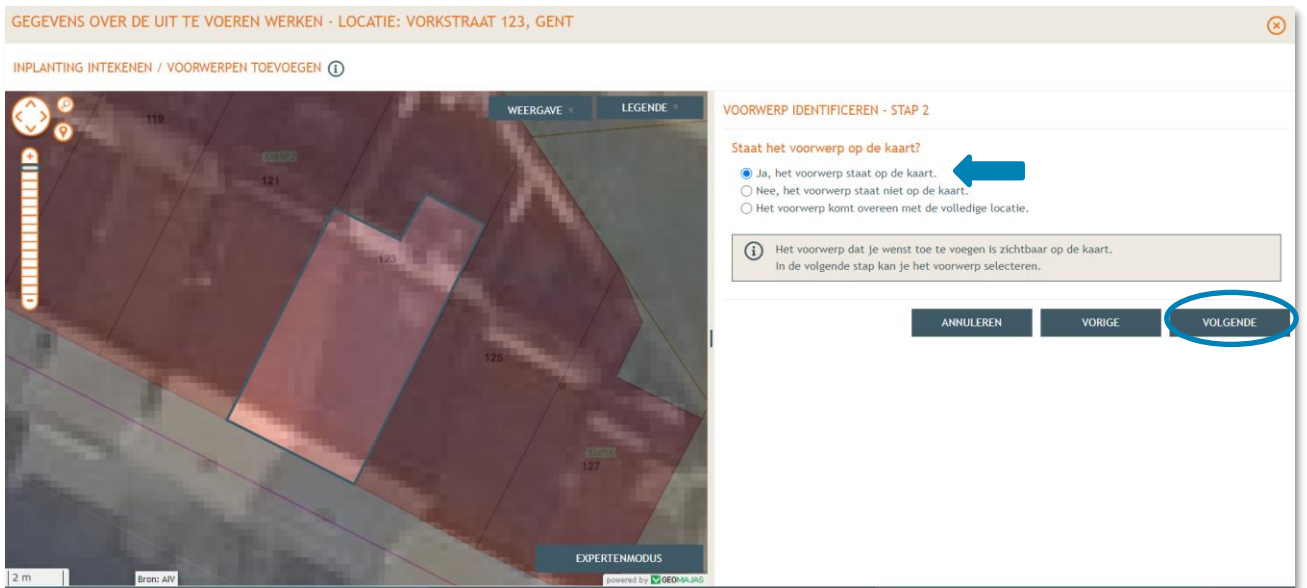 GEGEVENS OVER DE UIT TE VOEREN WERKEN - LOCATIE: VORKSTRAAT 123, GENT
INPLANTING INTEKENEN / VOORWERPEN TOEVOEGEN
WEERGAVE
LEGENDE
119
121
123
125
127
2 m
Bron: AIV
EXPERTENMODUS
powered by GEOMAJAS
VOORWERP IDENTIFICEREN - STAP 2
Staat het voorwerp op de kaart?
Ja, het voorwerp staat op de kaart.
Nee, het voorwerp staat niet op de kaart.
Het voorwerp komt overeen met de volledige locatie.
Het voorwerp dat je wenst toe te voegen is zichtbaar op de kaart.
In de volgende stap kan je het voorwerp selecteren.
ANNULEREN VORIGE VOLGENDE